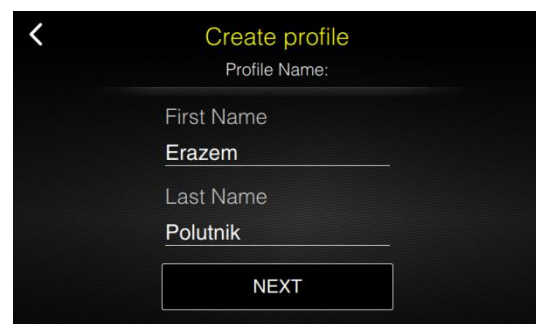 Create profile
Profile Name:
First Name
Erazem
Last Name
Polutnik
NEXT